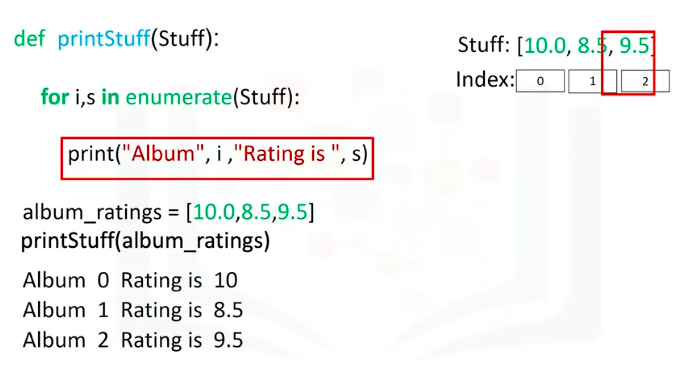 def printStuff(Stuff):
Stuff: [10.0, 8.5, 9.5]
Index: 0 1 2
for i,s in enumerate(Stuff):
print("Album", i ,"Rating is ", s)
album_ratings = [10.0,8.5,9.5]
printStuff(album_ratings)
Album 0 Rating is 10
Album 1 Rating is 8.5
Album 2 Rating is 9.5